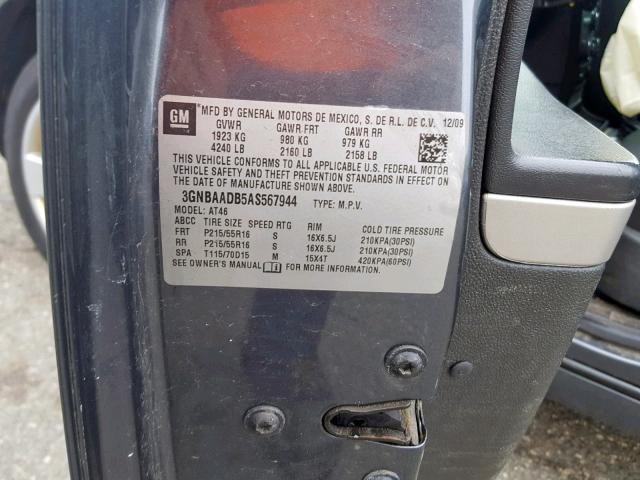 GM *MFD BY GENERAL MOTORS DE MEXICO, S. DE R.L. DE C.V. 12/09
GVWR GAWR-FRT GAWR RR
1923 KG 980 KG 979 KG
4240 LB 2160 LB 2158 LB
THIS VEHICLE CONFORMS TO ALL APPLICABLE U.S. FEDERAL MOTOR
VEHICLE SAFETY AND THEFT PREVENTION STANDARDS IN EFFECT ON
THE DATE OF MANUFACTURE SHOWN ABOVE.
3GNBAADB5AS567944 TYPE: M.P.V.
MODEL: AT46
ABCC TIRE SIZE SPEED RTG RIM COLD TIRE PRESSURE
FRT P215/55R16 S 16X6.5J 210KPA(30PSI)
RR P215/55R16 S 16X6.5J 210KPA(30PSI)
SPA T115/70D15 M 15X4T 420KPA(60PSI)
SEE OWNER'S MANUAL FOR MORE INFORMATION.